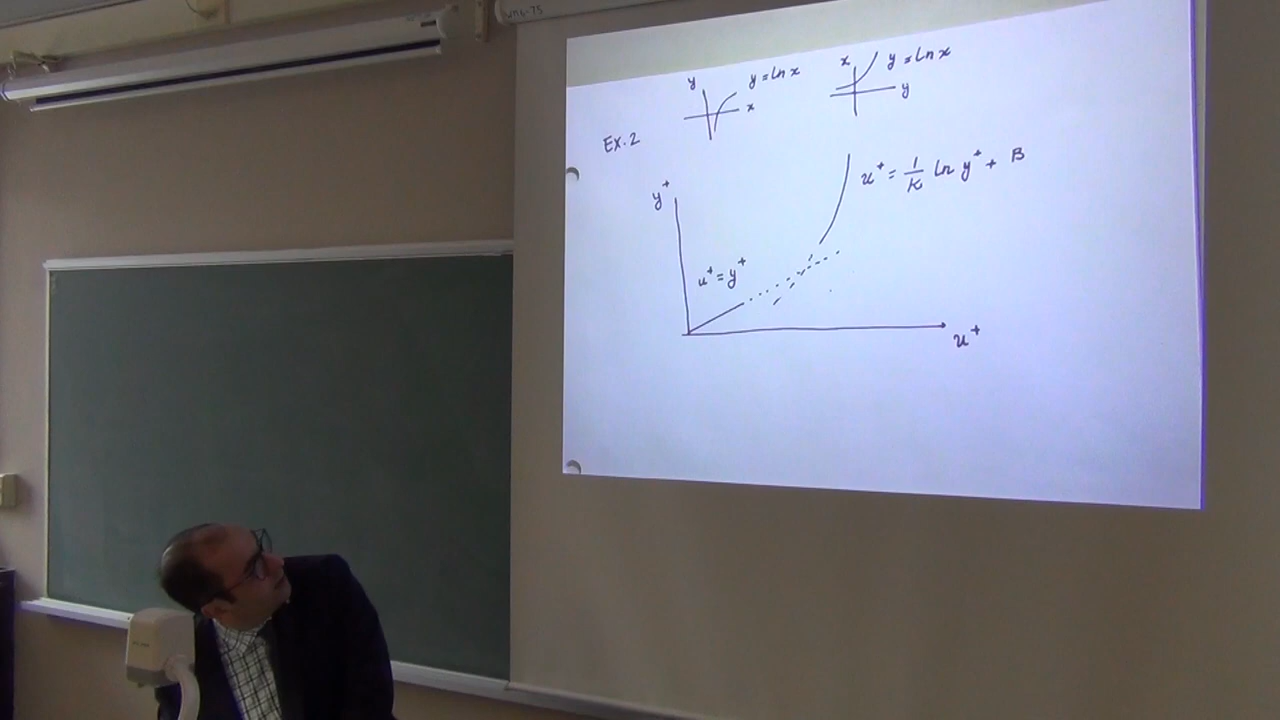 y
y = ln x
x
x
y = ln x
y
Ex. 2
y⁺
u⁺ = 1/κ ln y⁺ + B
u⁺ = y⁺
u⁺